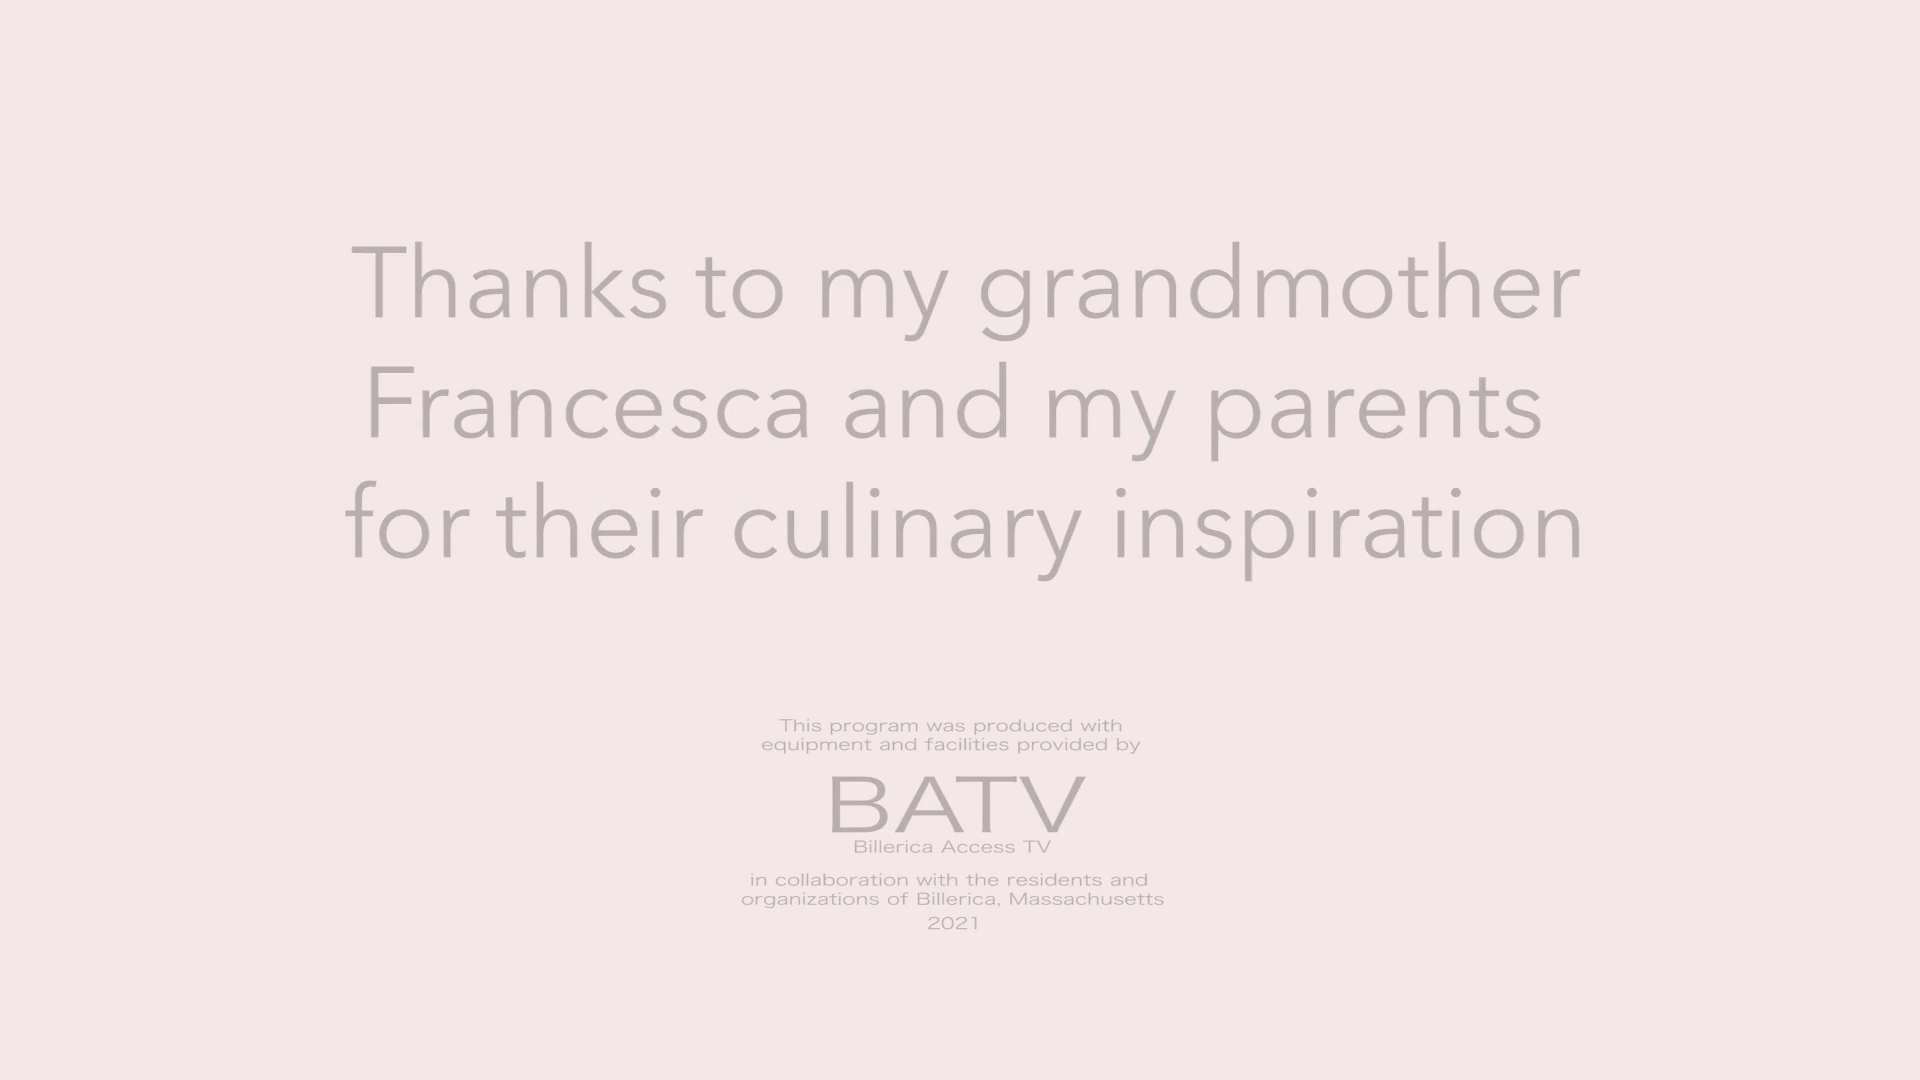 Thanks to my grandmother
Francesca and my parents
for their culinary inspiration
This program was produced with
equipment and facilities provided by
BATV
Billerica Access TV
in collaboration with the residents and
organizations of Billerica, Massachusetts
2021